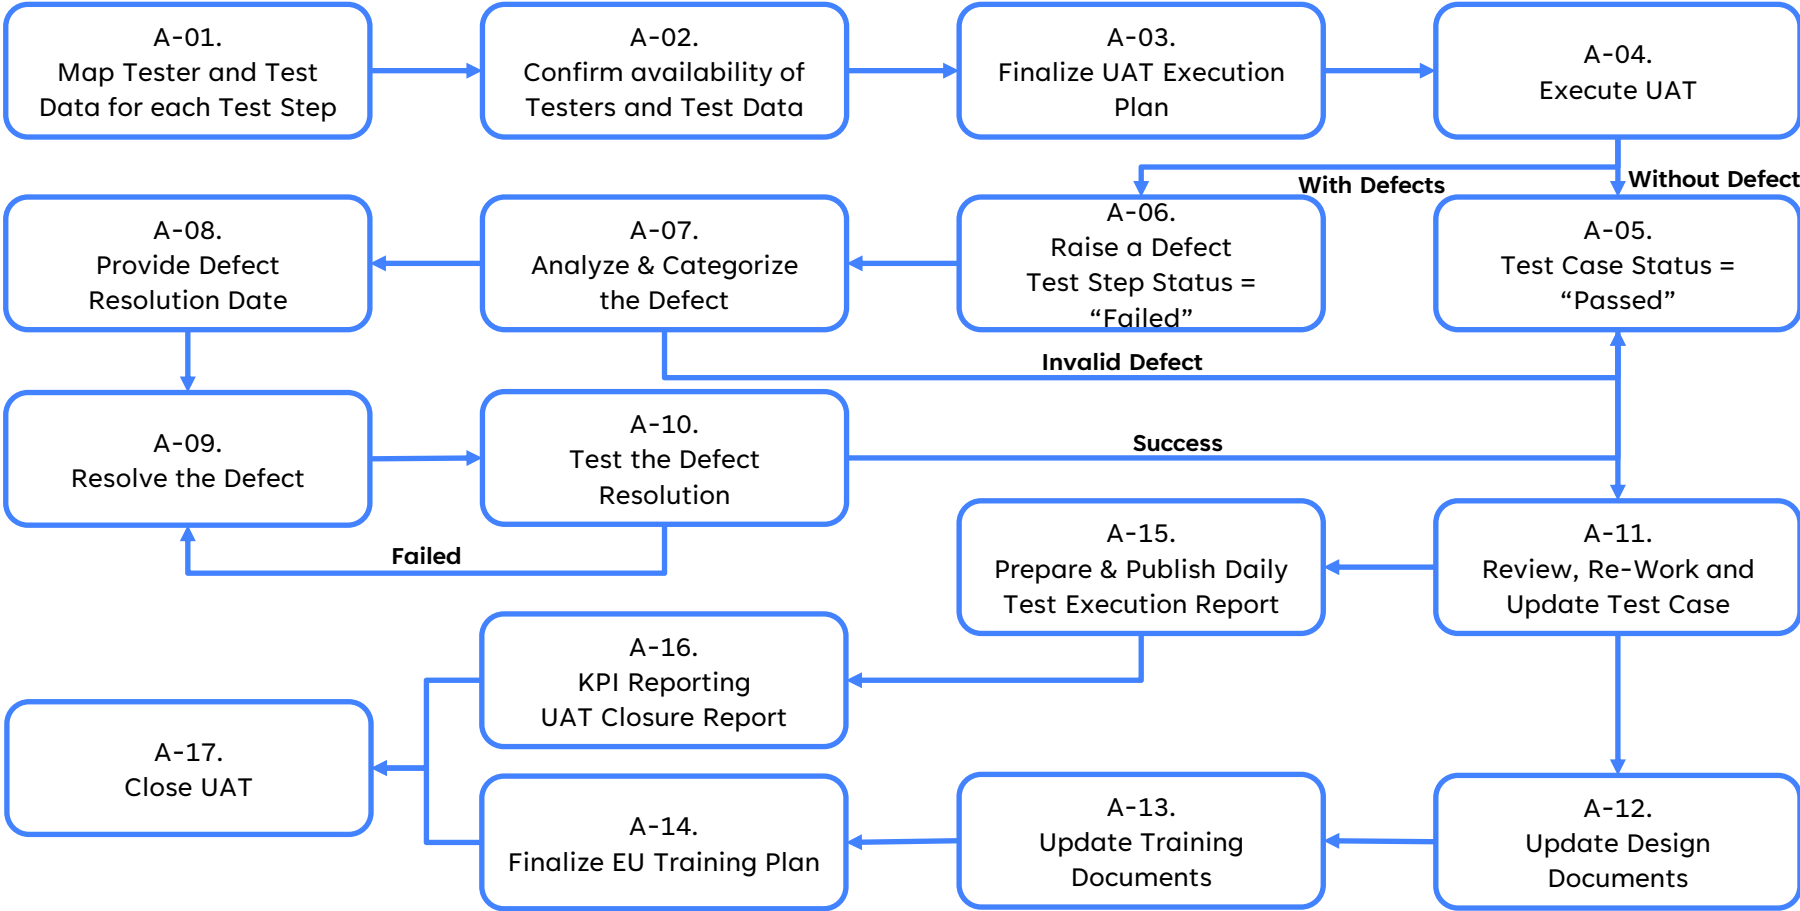 A-01.
Map Tester and Test
Data for each Test Step
A-02.
Confirm availability of
Testers and Test Data
A-03.
Finalize UAT Execution
Plan
A-04.
Execute UAT
With Defects
Without Defect
A-08.
Provide Defect
Resolution Date
A-07.
Analyze & Categorize
the Defect
A-06.
Raise a Defect
Test Step Status =
“Failed”
A-05.
Test Case Status =
“Passed”
Invalid Defect
A-09.
Resolve the Defect
A-10.
Test the Defect
Resolution
Success
Failed
A-15.
Prepare & Publish Daily
Test Execution Report
A-11.
Review, Re-Work and
Update Test Case
A-16.
KPI Reporting
UAT Closure Report
A-17.
Close UAT
A-14.
Finalize EU Training Plan
A-13.
Update Training
Documents
A-12.
Update Design
Documents